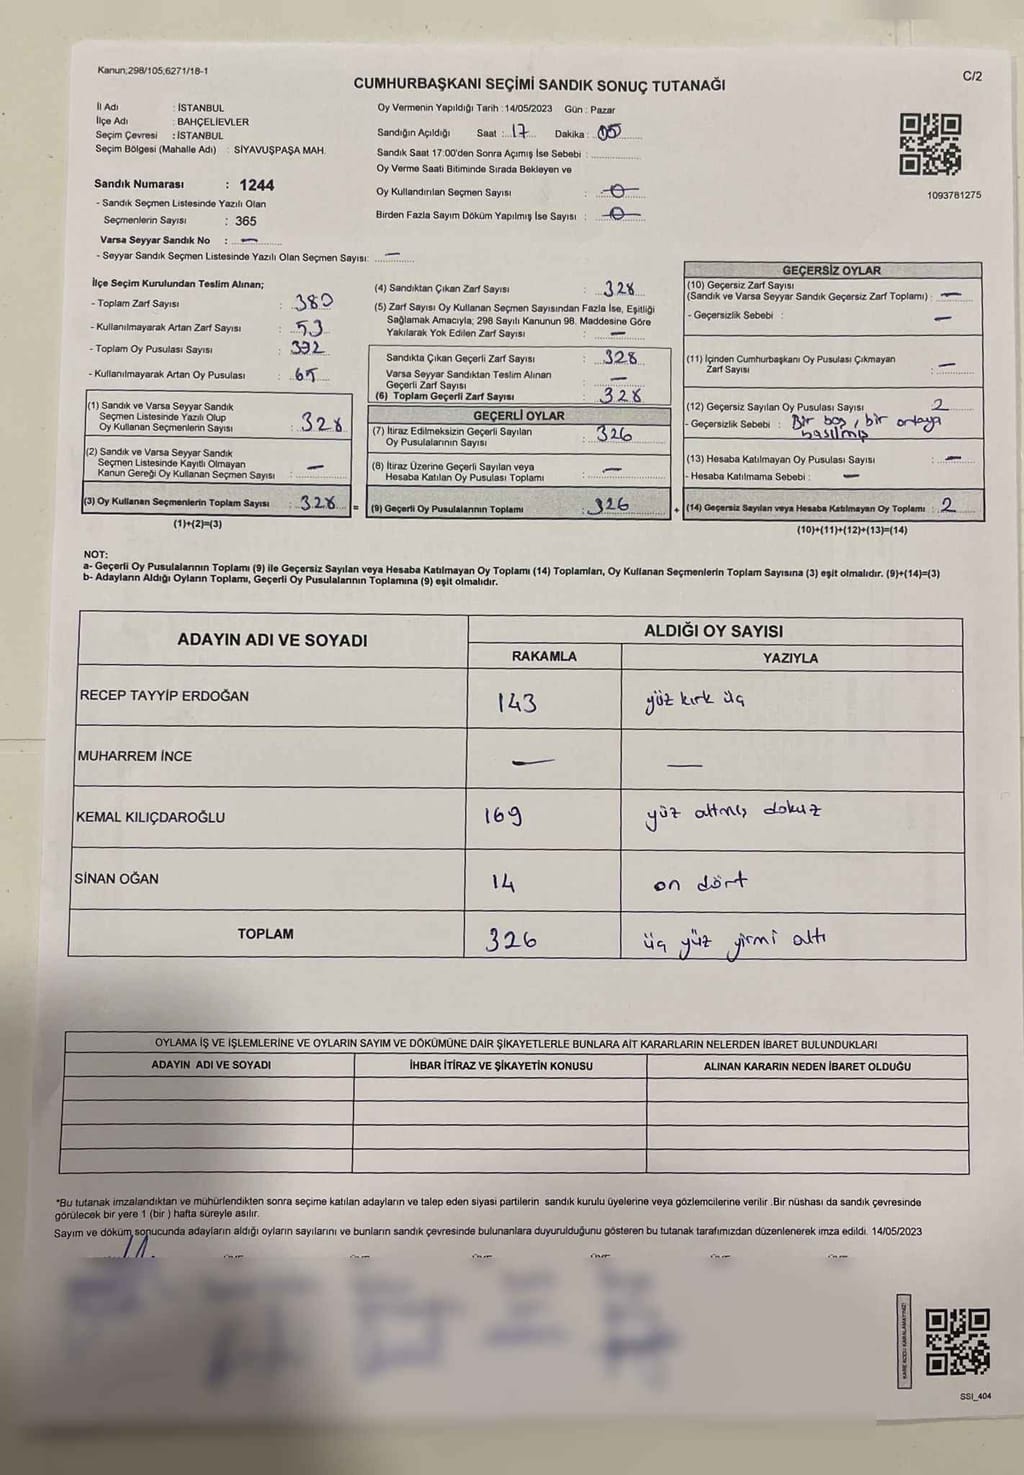 Kanun;298/105;6271/18-1
C/2
CUMHURBAŞKANI SEÇİMİ SANDIK SONUÇ TUTANAĞI
İl Adı : İSTANBUL
İlçe Adı : BAHÇELİEVLER
Seçim Çevresi : İSTANBUL
Seçim Bölgesi (Mahalle Adı) : SİYAVUŞPAŞA MAH.
Sandık Numarası : 1244
- Sandık Seçmen Listesinde Yazılı Olan
Seçmenlerin Sayısı : 365
Varsa Seyyar Sandık No : —
- Seyyar Sandık Seçmen Listesinde Yazılı Olan Seçmen Sayısı: —
Oy Vermenin Yapıldığı Tarih : 14/05/2023 Gün : Pazar
Sandığın Açıldığı Saat : 17 Dakika : 05
Sandık Saat 17:00'den Sonra Açımış İse Sebebi :
Oy Verme Saati Bitiminde Sırada Bekleyen ve
Oy Kullandırılan Seçmen Sayısı : 0
Birden Fazla Sayım Döküm Yapılmış İse Sayısı : 0
1093781275
İlçe Seçim Kurulundan Teslim Alınan;
- Toplam Zarf Sayısı : 380
- Kullanılmayarak Artan Zarf Sayısı : 53
- Toplam Oy Pusulası Sayısı : 392
- Kullanılmayarak Artan Oy Pusulası : 65
(1) Sandık ve Varsa Seyyar Sandık
Seçmen Listesinde Yazılı Olup
Oy Kullanan Seçmenlerin Sayısı : 328
(2) Sandık ve Varsa Seyyar Sandık
Seçmen Listesinde Kayıtlı Olmayan
Kanun Gereği Oy Kullanan Seçmen Sayısı : —
(3) Oy Kullanan Seçmenlerin Toplam Sayısı : 328 =
(1)+(2)=(3)
(4) Sandıktan Çıkan Zarf Sayısı : 328
(5) Zarf Sayısı Oy Kullanan Seçmen Sayısından Fazla İse, Eşitliği
Sağlamak Amacıyla; 298 Sayılı Kanunun 98. Maddesine Göre
Yakılarak Yok Edilen Zarf Sayısı : —
Sandıkta Çıkan Geçerli Zarf Sayısı : 328
Varsa Seyyar Sandıktan Teslim Alınan
Geçerli Zarf Sayısı : —
(6) Toplam Geçerli Zarf Sayısı : 328
GEÇERLİ OYLAR
(7) İtiraz Edilmeksizin Geçerli Sayılan
Oy Pusulalarının Sayısı : 326
(8) İtiraz Üzerine Geçerli Sayılan veya
Hesaba Katılan Oy Pusulası Toplamı : —
(9) Geçerli Oy Pusulalarının Toplamı : 326 +
GEÇERSİZ OYLAR
(10) Geçersiz Zarf Sayısı
(Sandık ve Varsa Seyyar Sandık Geçersiz Zarf Toplamı) : —
- Geçersizlik Sebebi : —
(11) İçinden Cumhurbaşkanı Oy Pusulası Çıkmayan
Zarf Sayısı : —
(12) Geçersiz Sayılan Oy Pusulası Sayısı : 2
- Geçersizlik Sebebi : Bir boş, bir ortaya
basılmış
(13) Hesaba Katılmayan Oy Pusulası Sayısı : —
- Hesaba Katılmama Sebebi : —
(14) Geçersiz Sayılan veya Hesaba Katılmayan Oy Toplamı : 2
(10)+(11)+(12)+(13)=(14)
NOT:
a- Geçerli Oy Pusulalarının Toplamı (9) ile Geçersiz Sayılan veya Hesaba Katılmayan Oy Toplamı (14) Toplamları, Oy Kullanan Seçmenlerin Toplam Sayısına (3) eşit olmalıdır. (9)+(14)=(3)
b- Adayların Aldığı Oyların Toplamı, Geçerli Oy Pusulalarının Toplamına (9) eşit olmalıdır.
ADAYIN ADI VE SOYADI
ALDIĞI OY SAYISI
RAKAMLA YAZIYLA
RECEP TAYYİP ERDOĞAN 143 yüz kırk üç
MUHARREM İNCE — —
KEMAL KILIÇDAROĞLU 169 yüz altmış dokuz
SİNAN OĞAN 14 on dört
TOPLAM 326 üç yüz yirmi altı
OYLAMA İŞ VE İŞLEMLERİNE VE OYLARIN SAYIM VE DÖKÜMÜNE DAİR ŞİKAYETLERLE BUNLARA AİT KARARLARIN NELERDEN İBARET BULUNDUKLARI
ADAYIN ADI VE SOYADI İHBAR İTİRAZ VE ŞİKAYETİN KONUSU ALINAN KARARIN NEDEN İBARET OLDUĞU
*Bu tutanak imzalandıktan ve mühürlendikten sonra seçime katılan adayların ve talep eden siyasi partilerin sandık kurulu üyelerine veya gözlemcilerine verilir .Bir nüshası da sandık çevresinde
görülecek bir yere 1 (bir ) hafta süreyle asılır.
Sayım ve döküm sonucunda adayların aldığı oyların sayılarını ve bunların sandık çevresinde bulunanlara duyurulduğunu gösteren bu tutanak tarafımızdan düzenlenerek imza edildi. 14/05/2023
KARE KODU KARALAMAYINIZ!
SSI_404